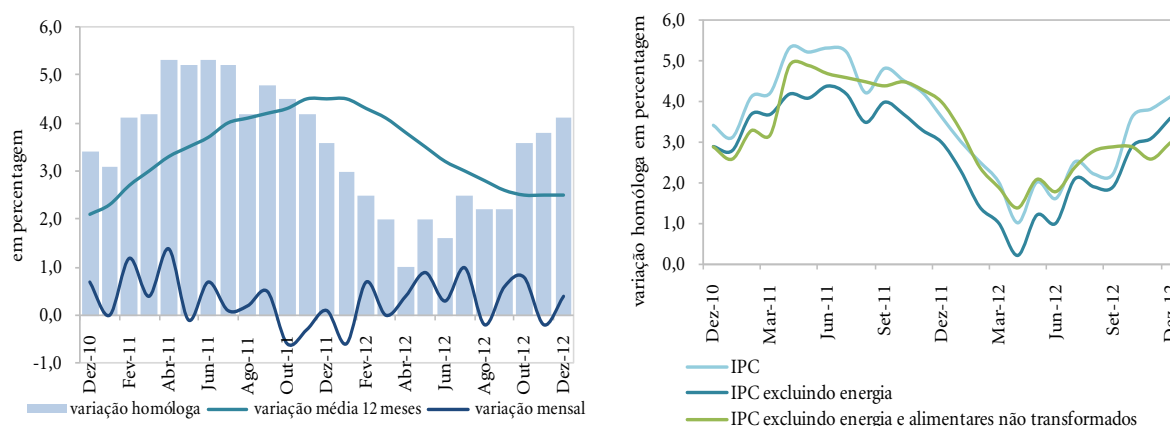 em percentagem
6,0
5,0
4,0
3,0
2,0
1,0
0,0
-1,0
Dez-10
Fev-11
Abr-11
Jun-11
Ago-11
Out-11
Dez-11
Fev-12
Abr-12
Jun-12
Ago-12
Out-12
Dez-12
variação homóloga
variação média 12 meses
variação mensal
variação homóloga em percentagem
6,0
5,0
4,0
3,0
2,0
1,0
0,0
Dez-10
Mar-11
Jun-11
Set-11
Dez-11
Mar-12
Jun-12
Set-12
Dez-12
IPC
IPC excluindo energia
IPC excluindo energia e alimentares não transformados